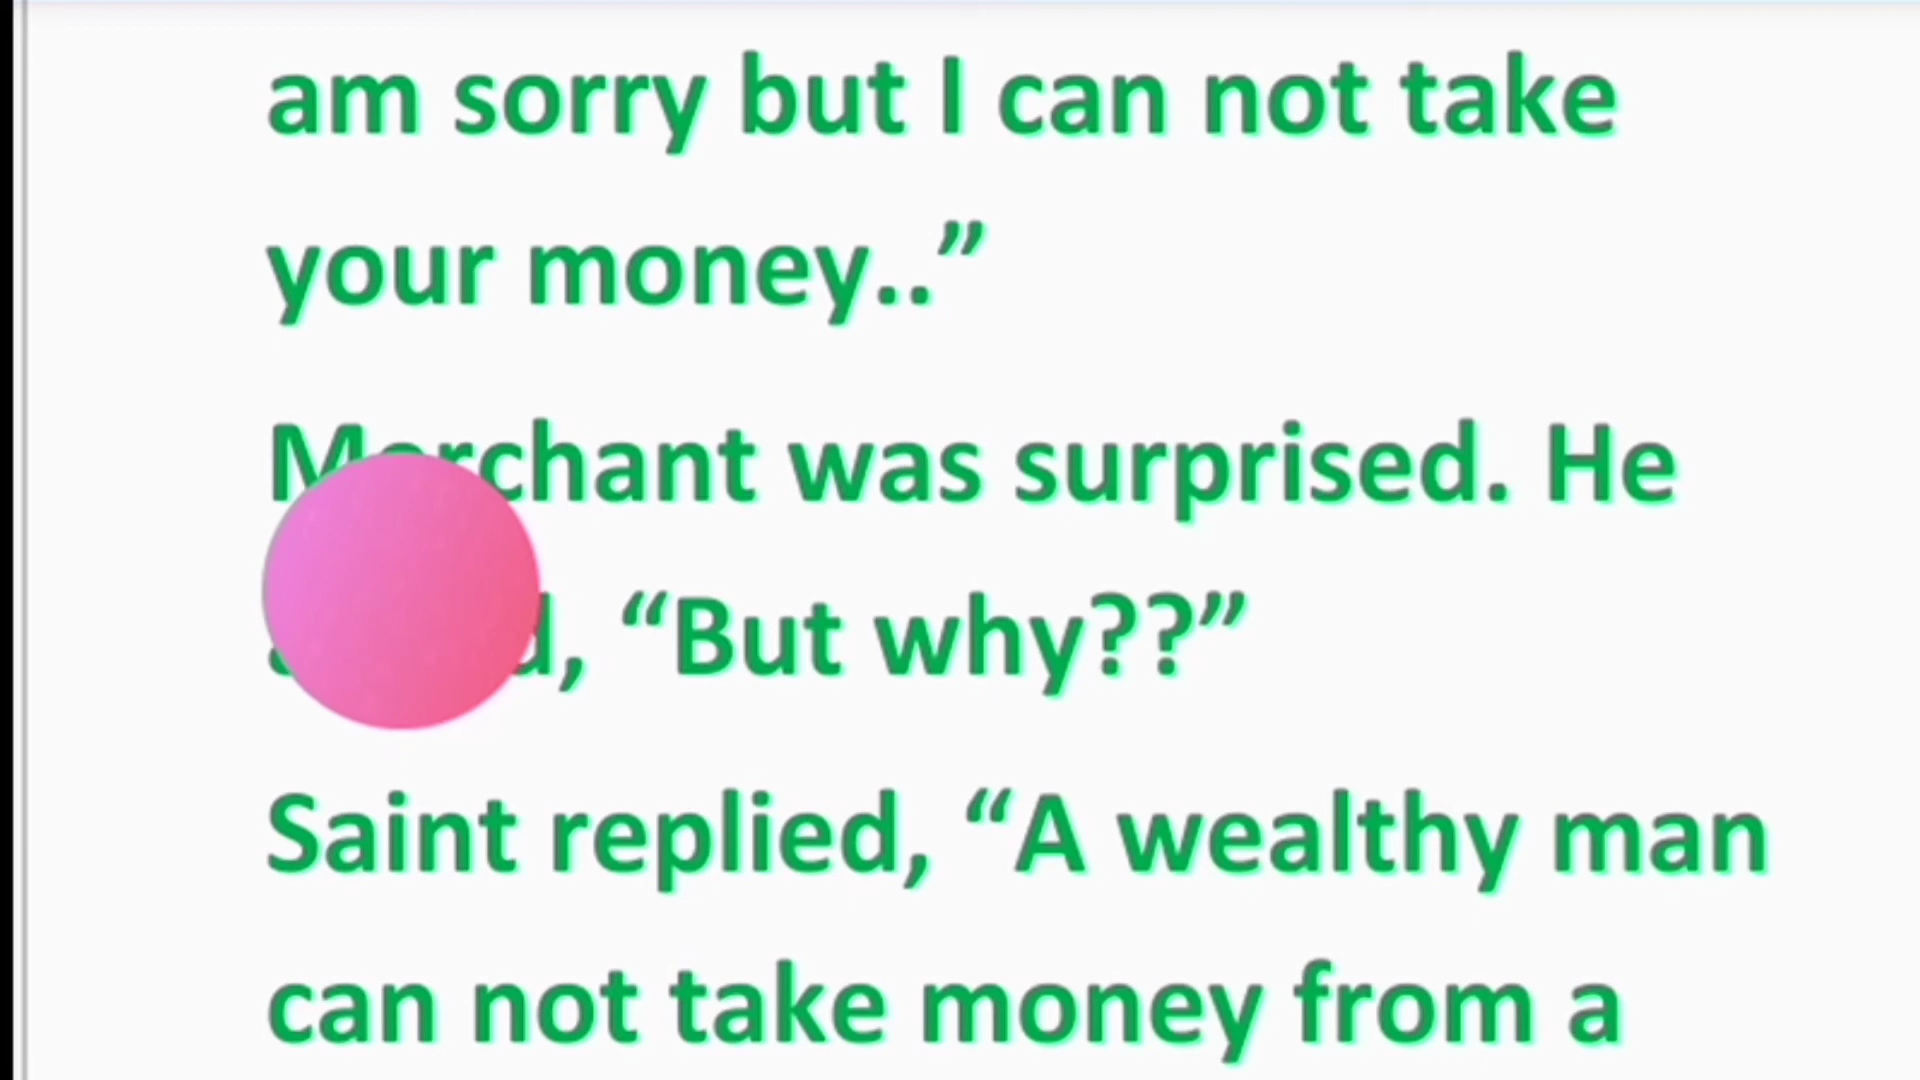 am sorry but I can not take
your money..”
Merchant was surprised. He
“But why??”
Saint replied, “A wealthy man
can not take money from a